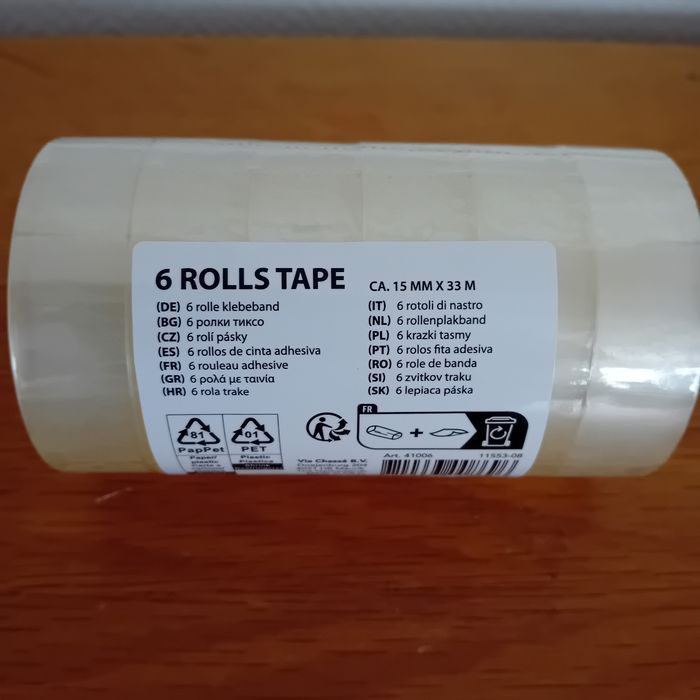 6 ROLLS TAPE
CA. 15 MM X 33 M
(DE) 6 rolle klebeband
(BG) 6 ролки тиксо
(CZ) 6 rolí pásky
(ES) 6 rollos de cinta adhesiva
(FR) 6 rouleau adhesive
(GR) 6 ρολά με ταινία
(HR) 6 rola trake
(IT) 6 rotoli di nastro
(NL) 6 rollenplakband
(PL) 6 krazki tasmy
(PT) 6 rolos fita adesiva
(RO) 6 role de banda
(SI) 6 zvitkov traku
(SK) 6 lepiaca páska
81
PapPet
Paper/
plastic
01
PET
Plastic
Plastica
FR
+
Art. 41006
11553-08